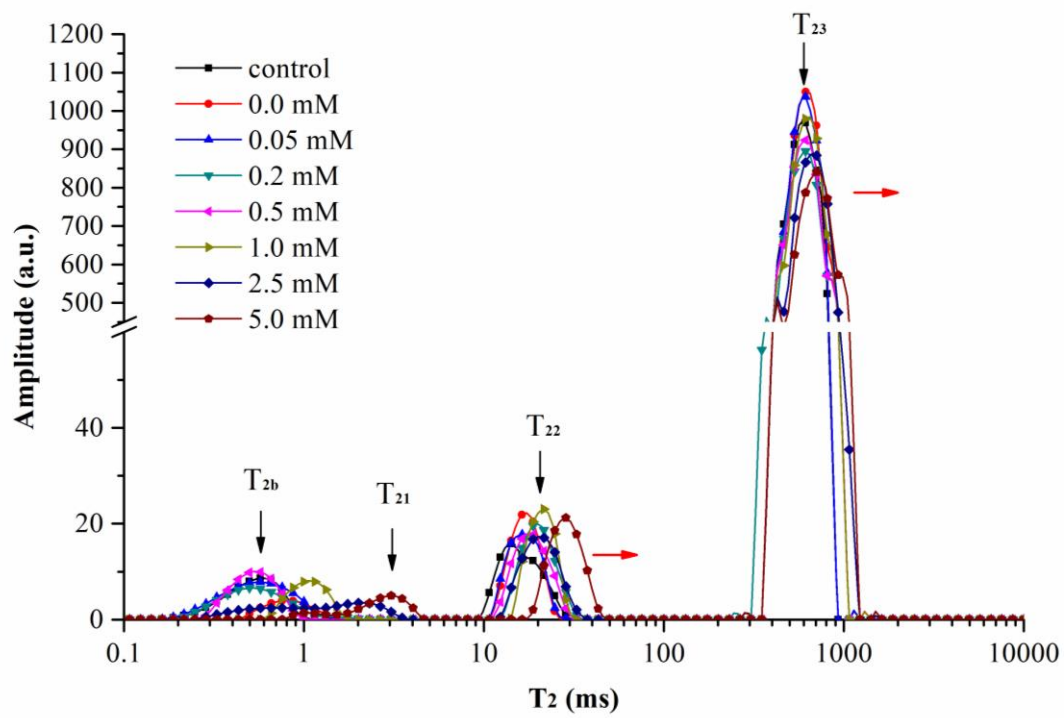 T23
control
0.0 mM
0.05 mM
0.2 mM
0.5 mM
1.0 mM
2.5 mM
5.0 mM
1200
1100
1000
900
800
700
600
500
40
20
0
Amplitude (a.u.)
T2b
T21
T22
0.1
1
10
100
1000
10000
T2 (ms)